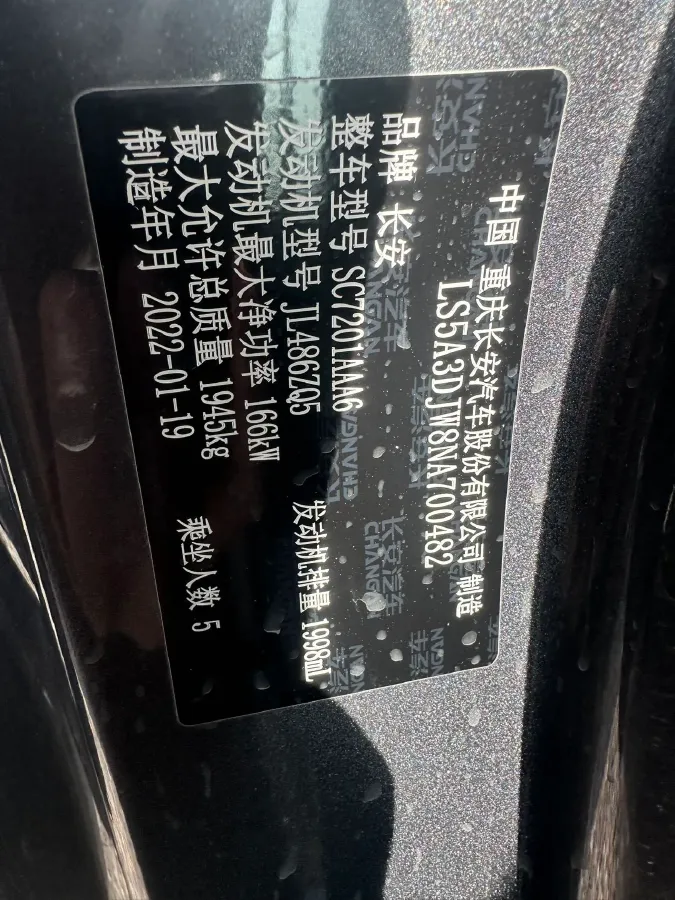 中国 重庆长安汽车股份有限公司 制造
LS5A3DJW8NA700482
品牌 长安
整车型号 SC7201AAA6
发动机型号 JL486ZQ5 发动机排量 1998mL
发动机最大净功率 166kW
最大允许总质量 1945kg 乘坐人数 5
制造年月 2022-01-19